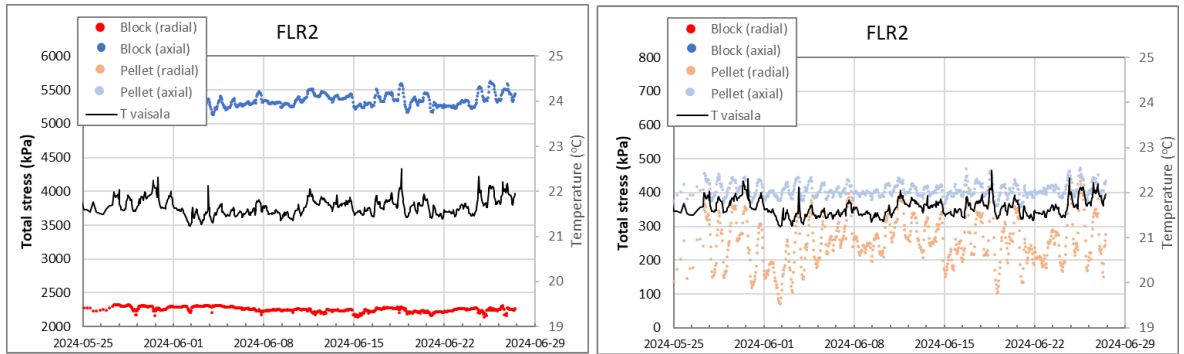 FLR2
Block (radial)
Block (axial)
Pellet (radial)
Pellet (axial)
T vaisala
Total stress (kPa)
6000
5500
5000
4500
4000
3500
3000
2500
2000
25
24
23
22
21
20
19
Temperature (°C)
2024-05-25
2024-06-01
2024-06-08
2024-06-15
2024-06-22
2024-06-29
FLR2
Block (radial)
Block (axial)
Pellet (radial)
Pellet (axial)
T vaisala
Total stress (kPa)
800
700
600
500
400
300
200
100
0
25
24
23
22
21
20
19
Temperature (°C)
2024-05-25
2024-06-01
2024-06-08
2024-06-15
2024-06-22
2024-06-29